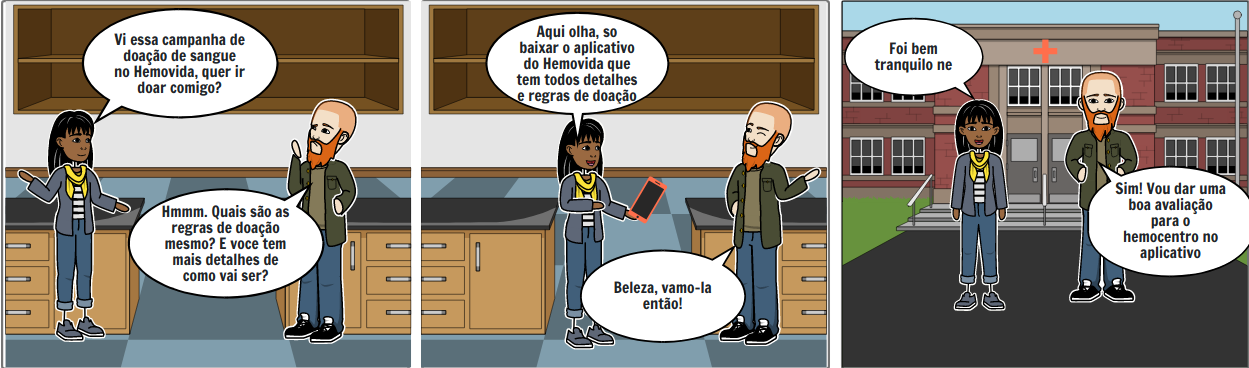 Vi essa campanha de
doação de sangue
no Hemovida, quer ir
doar comigo?
Hmmm. Quais são as
regras de doação
mesmo? E voce tem
mais detalhes de
como vai ser?
Aqui olha, so
baixar o aplicativo
do Hemovida que
tem todos detalhes
e regras de doação
Beleza, vamo-la
então!
Foi bem
tranquilo ne
Sim! Vou dar uma
boa avaliação
para o
hemocentro no
aplicativo